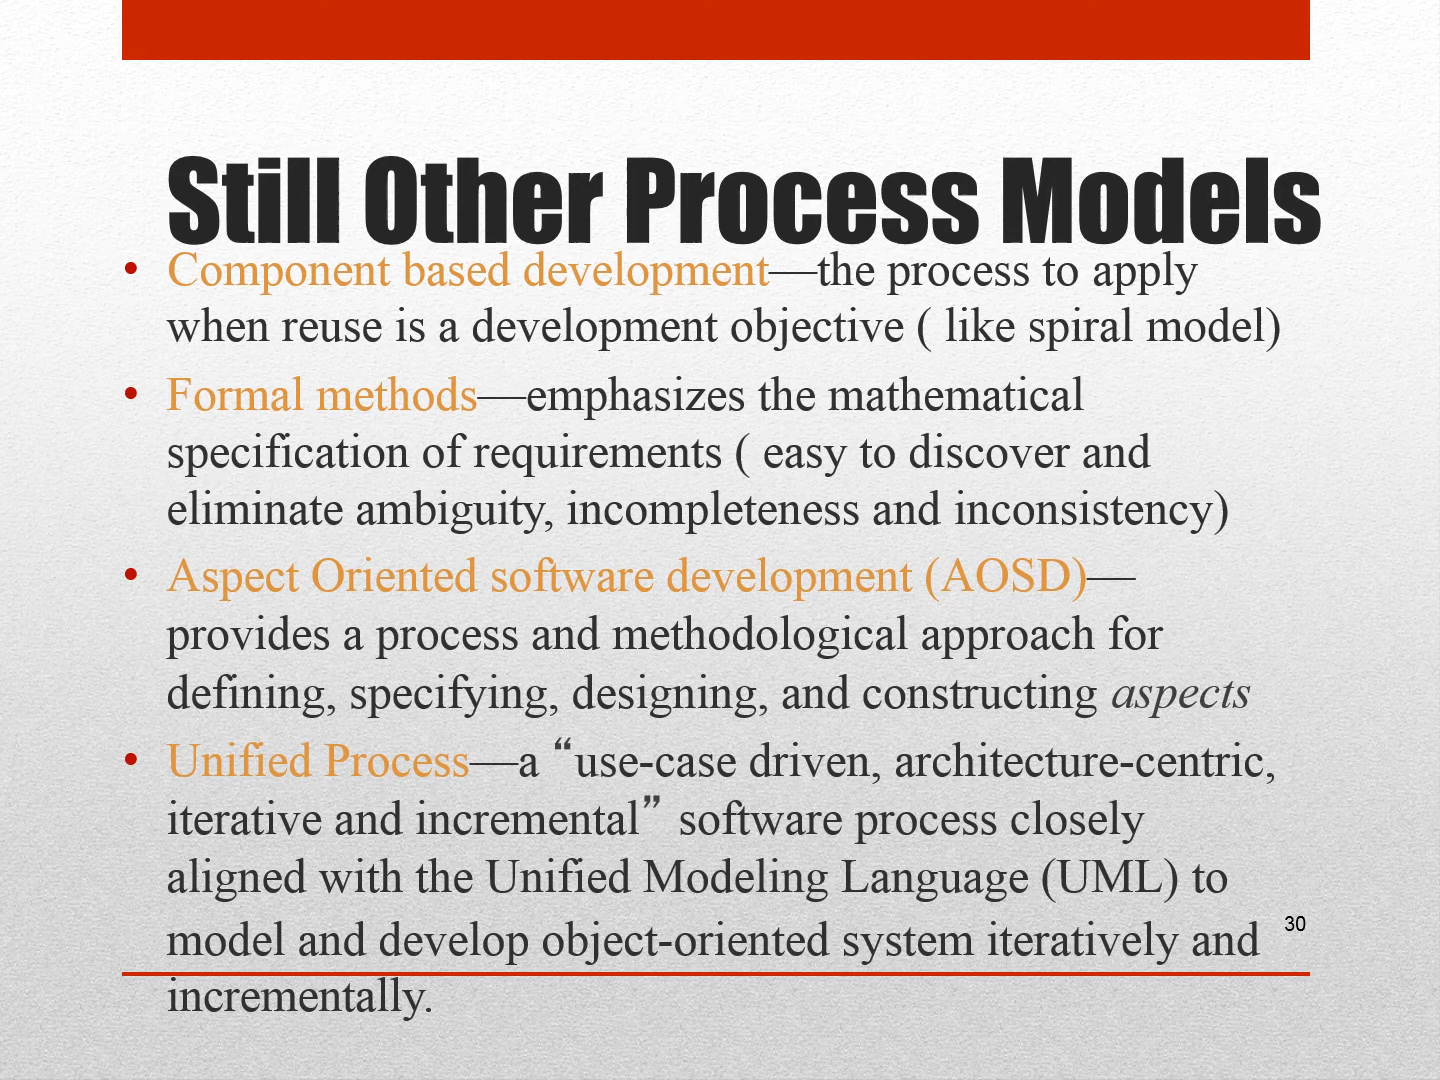 Still Other Process Models
• Component based development—the process to apply
when reuse is a development objective ( like spiral model)
• Formal methods—emphasizes the mathematical
specification of requirements ( easy to discover and
eliminate ambiguity, incompleteness and inconsistency)
• Aspect Oriented software development (AOSD)—
provides a process and methodological approach for
defining, specifying, designing, and constructing aspects
• Unified Process—a “use-case driven, architecture-centric,
iterative and incremental” software process closely
aligned with the Unified Modeling Language (UML) to
model and develop object-oriented system iteratively and
incrementally.
30